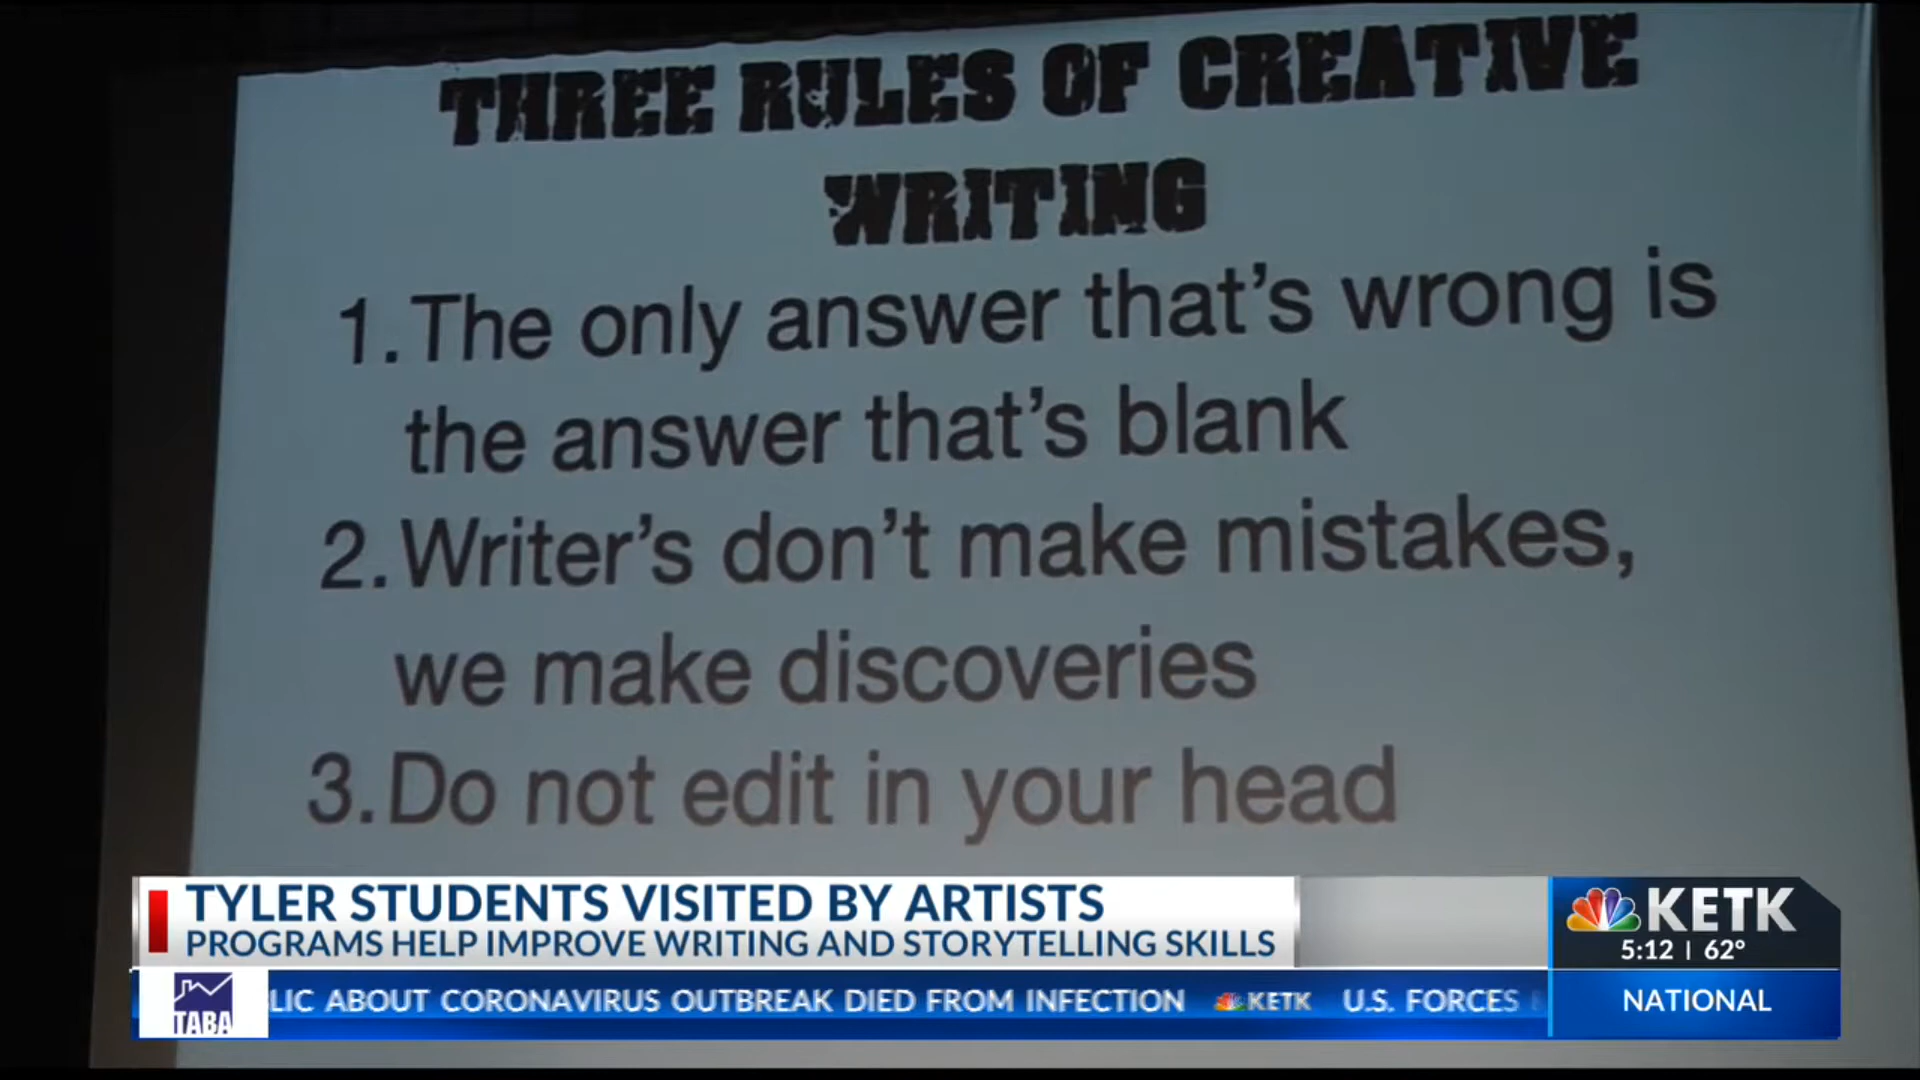 THREE RULES OF CREATIVE
WRITING
1. The only answer that's wrong is
the answer that's blank
2. Writer's don't make mistakes,
we make discoveries
3. Do not edit in your head
TYLER STUDENTS VISITED BY ARTISTS
PROGRAMS HELP IMPROVE WRITING AND STORYTELLING SKILLS
KETK
5:12 | 62°
TABA
ABOUT CORONAVIRUS OUTBREAK DIED FROM INFECTION KETK U.S. FORCES
NATIONAL